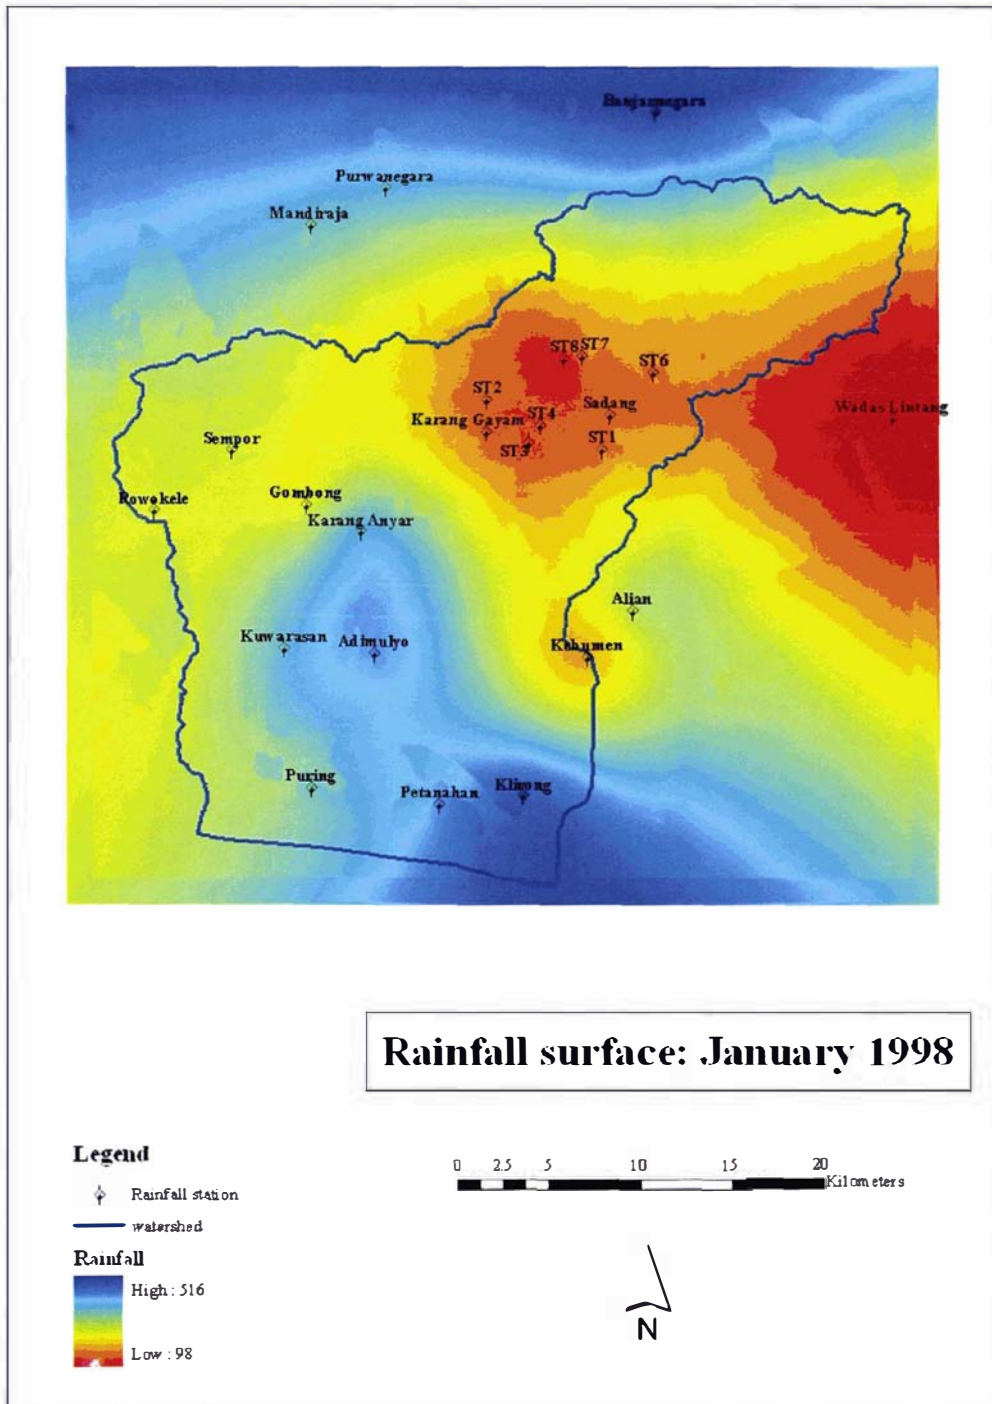 Banjarnegara
Purwanegara
Mandiraja
ST8 ST7
ST6
ST2
Sadang
Wadas Lintang
Karang Gayam
ST4
Sempor
ST3
ST1
Rowokele
Gombong
Karang Anyar
Alian
Kuwarasan
Adimulyo
Kebumen
Puring
Petanahan
Klirong
Rainfall surface: January 1998
Legend
Rainfall station
watershed
Rainfall
High : 516
Low : 98
0 2.5 5 10 15 20
Kilometers
N